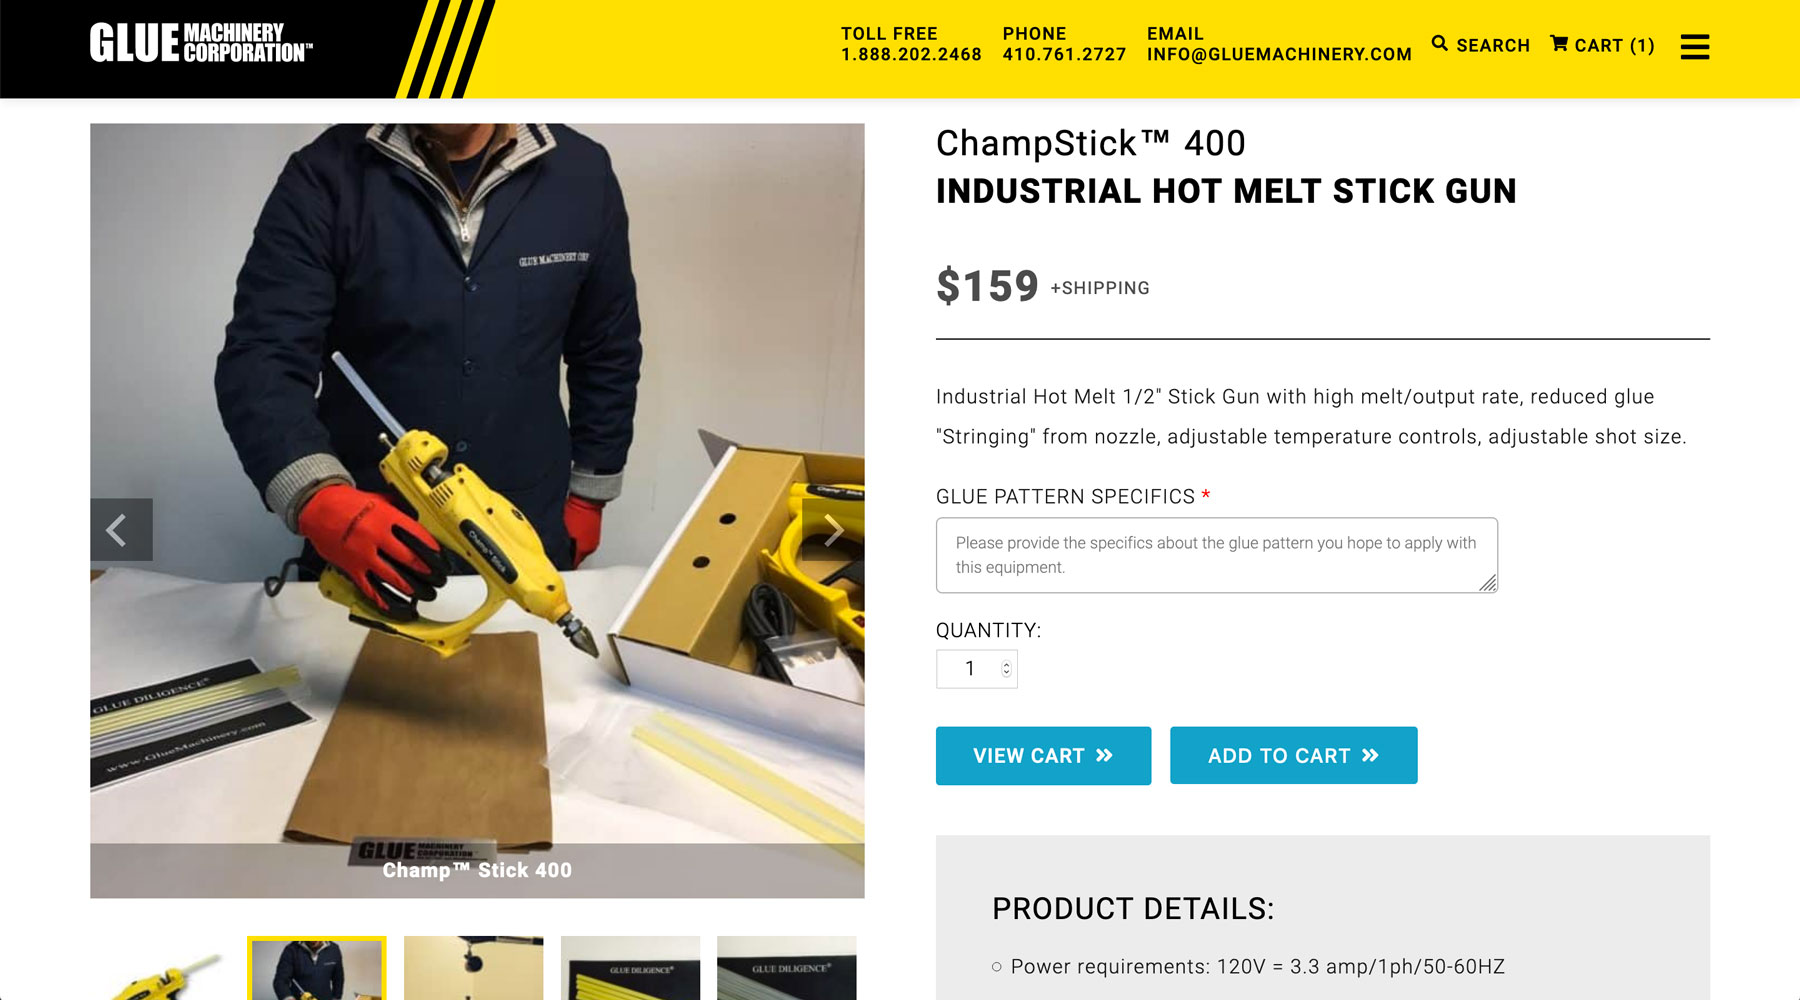 GLUE MACHINERY CORPORATION™
TOLL FREE
1.888.202.2468
PHONE
410.761.2727
EMAIL
INFO@GLUEMACHINERY.COM
SEARCH
CART (1)
GLUE MACHINERY CORP
Champ™ Stick
Champ™ Stick
GLUE DILIGENCE®
www.GlueMachinery.com
GLUE MACHINERY CORPORATION
Champ™ Stick 400
GLUE DILIGENCE®
GLUE DILIGENCE®
ChampStick™ 400
INDUSTRIAL HOT MELT STICK GUN
$159 +SHIPPING
Industrial Hot Melt 1/2" Stick Gun with high melt/output rate, reduced glue
"Stringing" from nozzle, adjustable temperature controls, adjustable shot size.
GLUE PATTERN SPECIFICS *
Please provide the specifics about the glue pattern you hope to apply with
this equipment.
QUANTITY:
1
VIEW CART »
ADD TO CART »
PRODUCT DETAILS:
Power requirements: 120V = 3.3 amp/1ph/50-60HZ